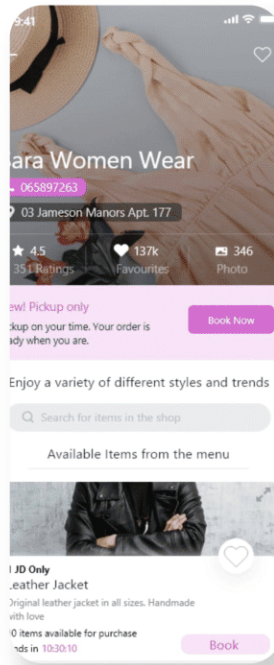 9:41
Sara Women Wear
065897263
03 Jameson Manors Apt. 177
4.5
137k
346
351 Ratings
Favourites
Photo
ew! Pickup only
ckup on your time. Your order is
ady when you are.
Book Now
Enjoy a variety of different styles and trends
Search for items in the shop
Available Items from the menu
JD Only
Leather Jacket
Original leather jacket in all sizes. Handmade
with love
0 items available for purchase
nds in 10:30:10
Book